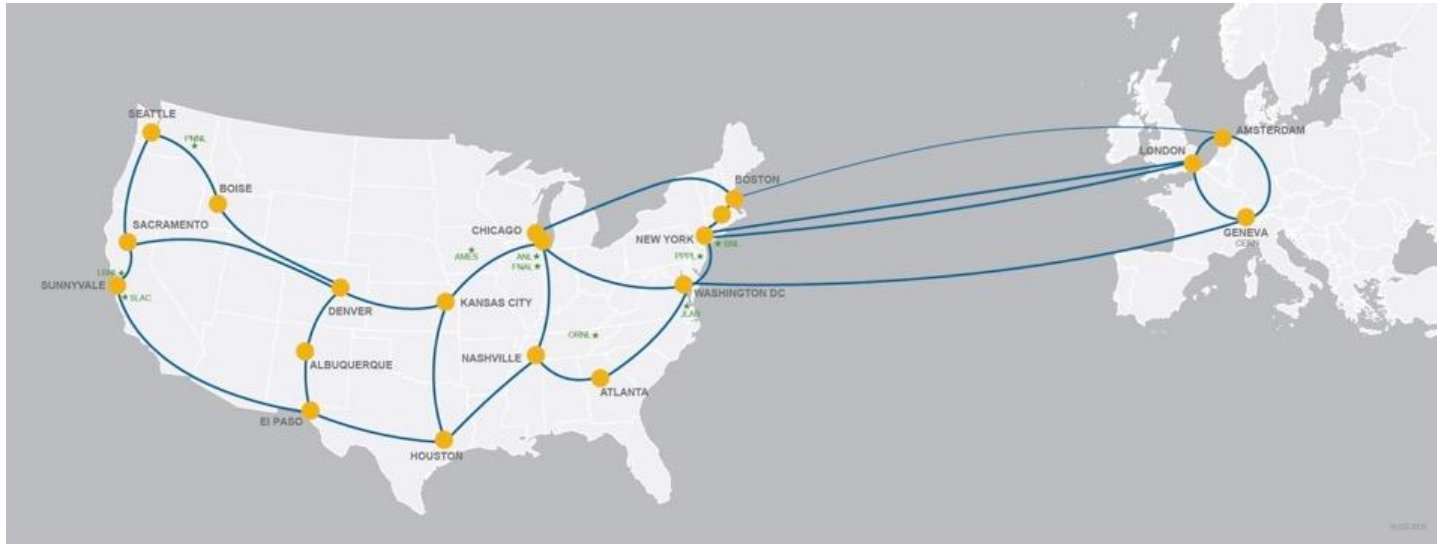 SEATTLE
PNNL
BOISE
SACRAMENTO
SUNNYVALE
SLAC
DENVER
ALBUQUERQUE
El PASO
HOUSTON
KANSAS CITY
AMES
CHICAGO
ANL
FNAL
NASHVILLE
ORNL
ATLANTA
WASHINGTON DC
JLAB
PPPL
NEW YORK
BNL
BOSTON
LONDON
AMSTERDAM
GENEVA
CERN